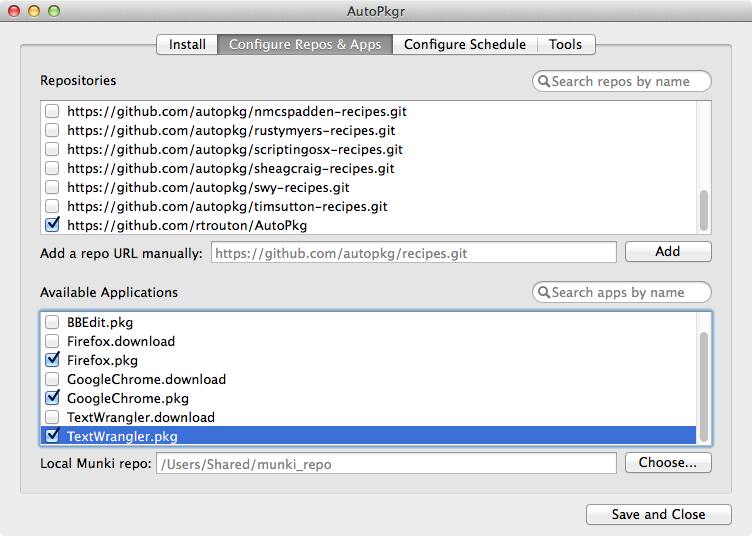 AutoPkgr
Install Configure Repos & Apps Configure Schedule Tools
Repositories
Search repos by name
https://github.com/autopkg/nmcspadden-recipes.git
https://github.com/autopkg/rustymyers-recipes.git
https://github.com/autopkg/scriptingosx-recipes.git
https://github.com/autopkg/sheagcraig-recipes.git
https://github.com/autopkg/swy-recipes.git
https://github.com/autopkg/timsutton-recipes.git
https://github.com/rtrouton/AutoPkg
Add a repo URL manually: https://github.com/autopkg/recipes.git Add
Available Applications
Search apps by name
BBEdit.pkg
Firefox.download
Firefox.pkg
GoogleChrome.download
GoogleChrome.pkg
TextWrangler.download
TextWrangler.pkg
Local Munki repo: /Users/Shared/munki_repo Choose...
Save and Close